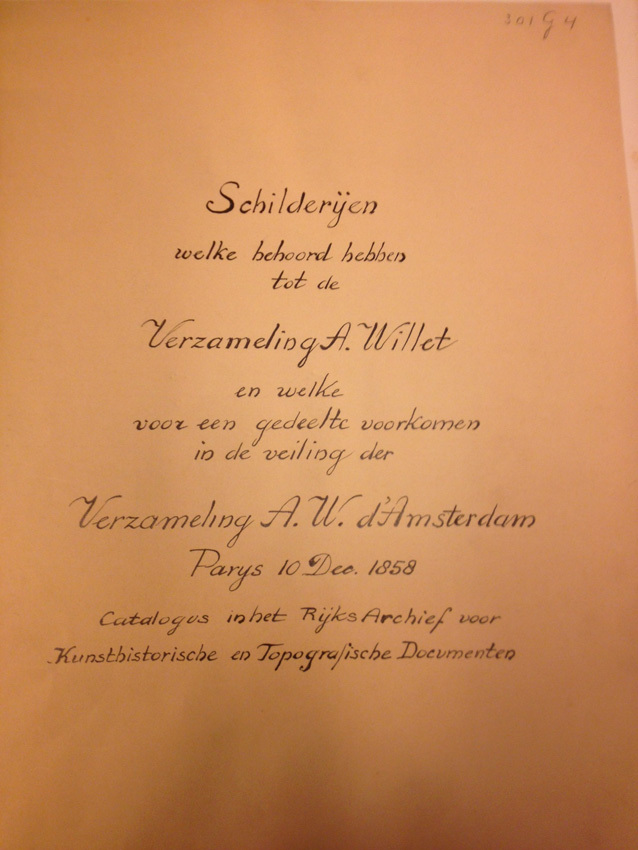 301 G 4
Schilderÿen
welke behoord hebben
tot de
Verzameling A. Willet
en welke
voor een gedeelte voorkomen
in de veiling der
Verzameling A. W. d'Amsterdam
Parys 10 Dec. 1858
Catalogus in het Rijks Archief voor
Kunsthistorische en Topografische Documenten